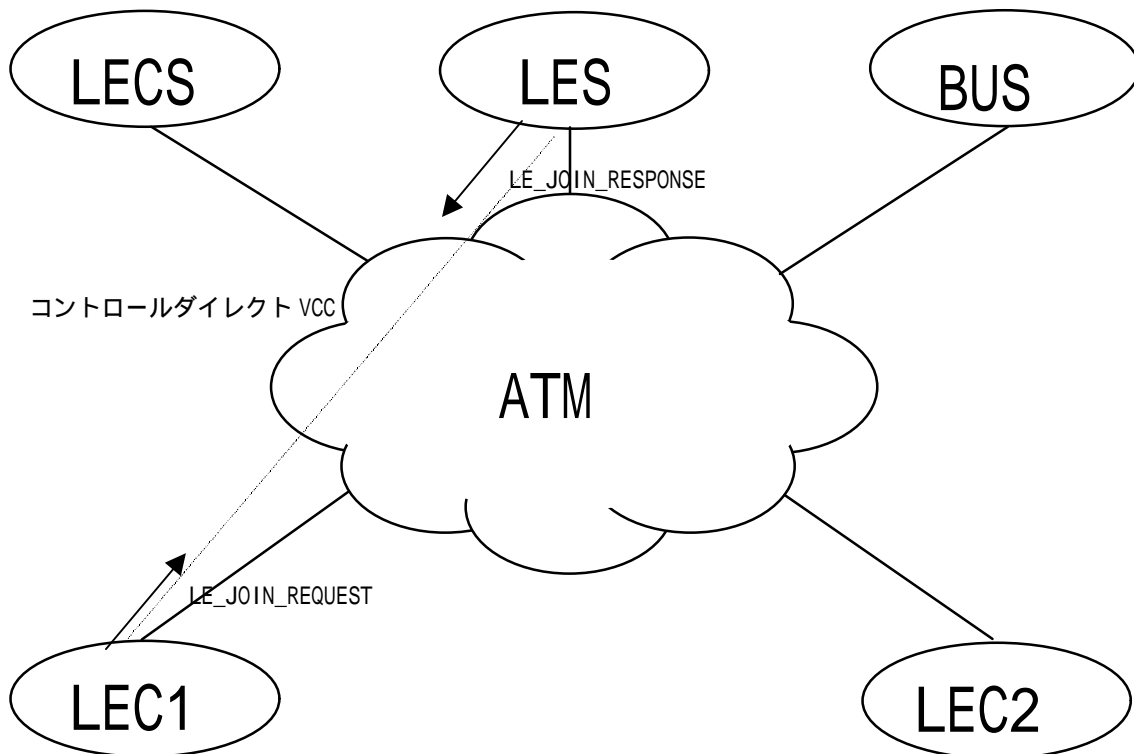 LECS
LES
BUS
LE_JOIN_RESPONSE
コントロールダイレクト VCC
ATM
LE_JOIN_REQUEST
LEC1
LEC2